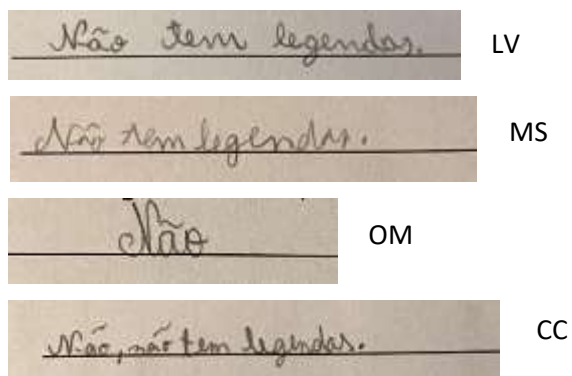 Não tem legendas. LV
Não tem legendas. MS
Não OM
Não, não tem legendas. CC